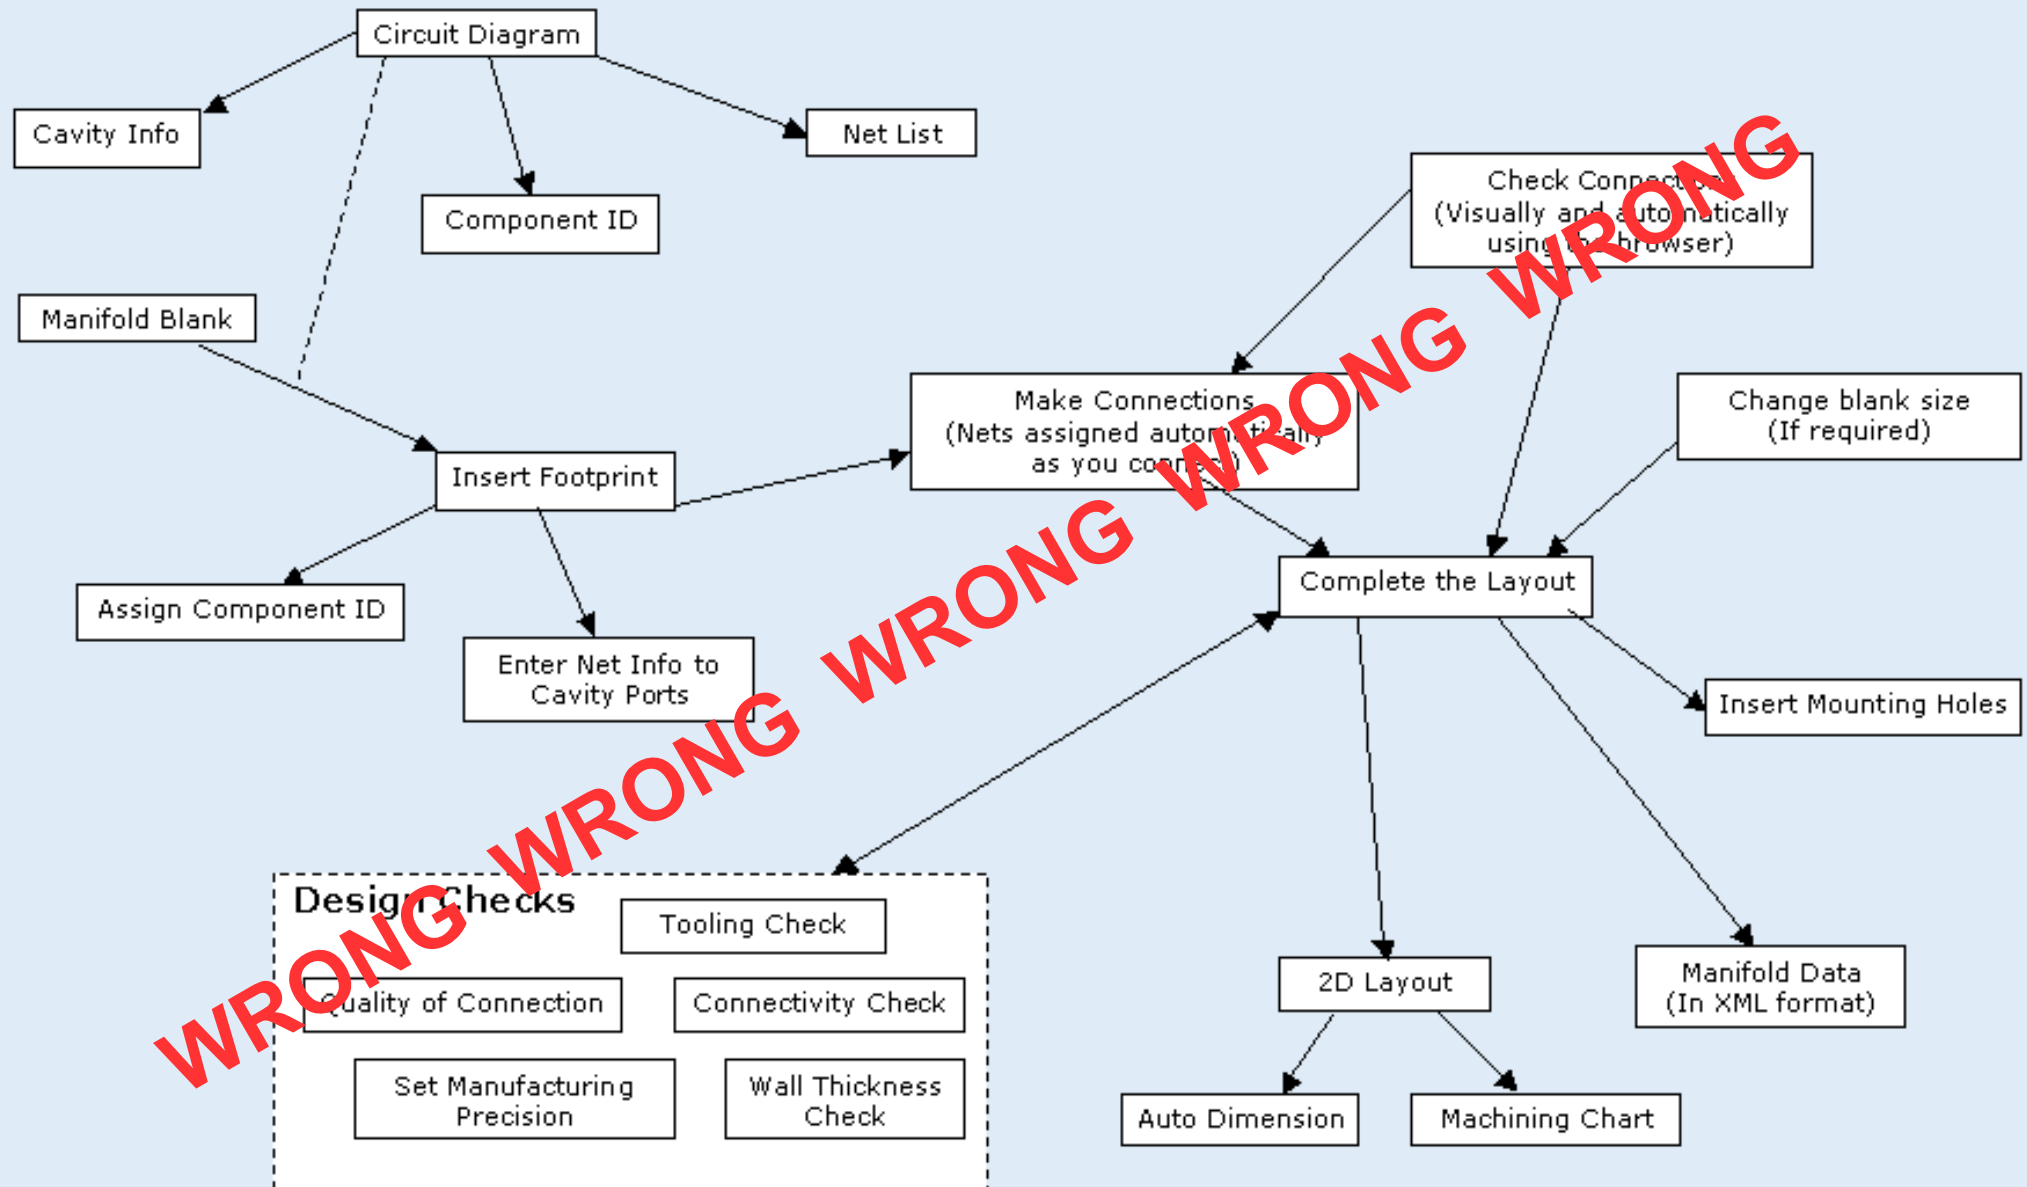 Circuit Diagram
Cavity Info
Net List
Component ID
Check Connections
(Visually and automatically
using the browser)
Manifold Blank
Make Connections
(Nets assigned automatically
as you connect)
Change blank size
(If required)
Insert Footprint
Complete the Layout
Assign Component ID
Enter Net Info to
Cavity Ports
Insert Mounting Holes
WRONG WRONG WRONG WRONG WRONG
Design Checks
Tooling Check
Quality of Connection
Connectivity Check
Set Manufacturing
Precision
Wall Thickness
Check
2D Layout
Manifold Data
(In XML format)
Auto Dimension
Machining Chart